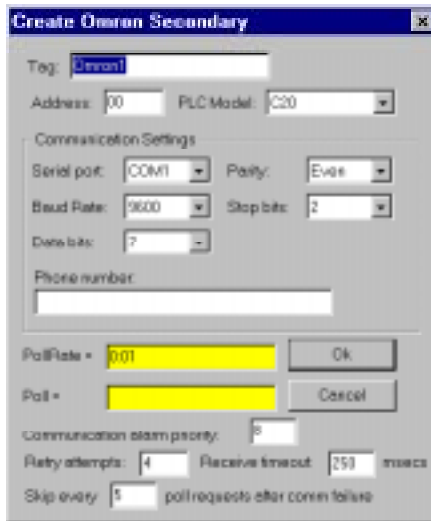 Create Omron Secondary
Tag: Omron1
Address: 00 PLC Model: C20
Communication Settings
Serial port: COM1 Parity: Even
Baud Rate: 9600 Stop bits: 2
Data bits: 7
Phone number:
PollRate = 0:01 Ok
Poll = Cancel
Communication alarm priority: 8
Retry attempts: 4 Receive timeout: 250 msecs
Skip every 5 poll requests after comm failure